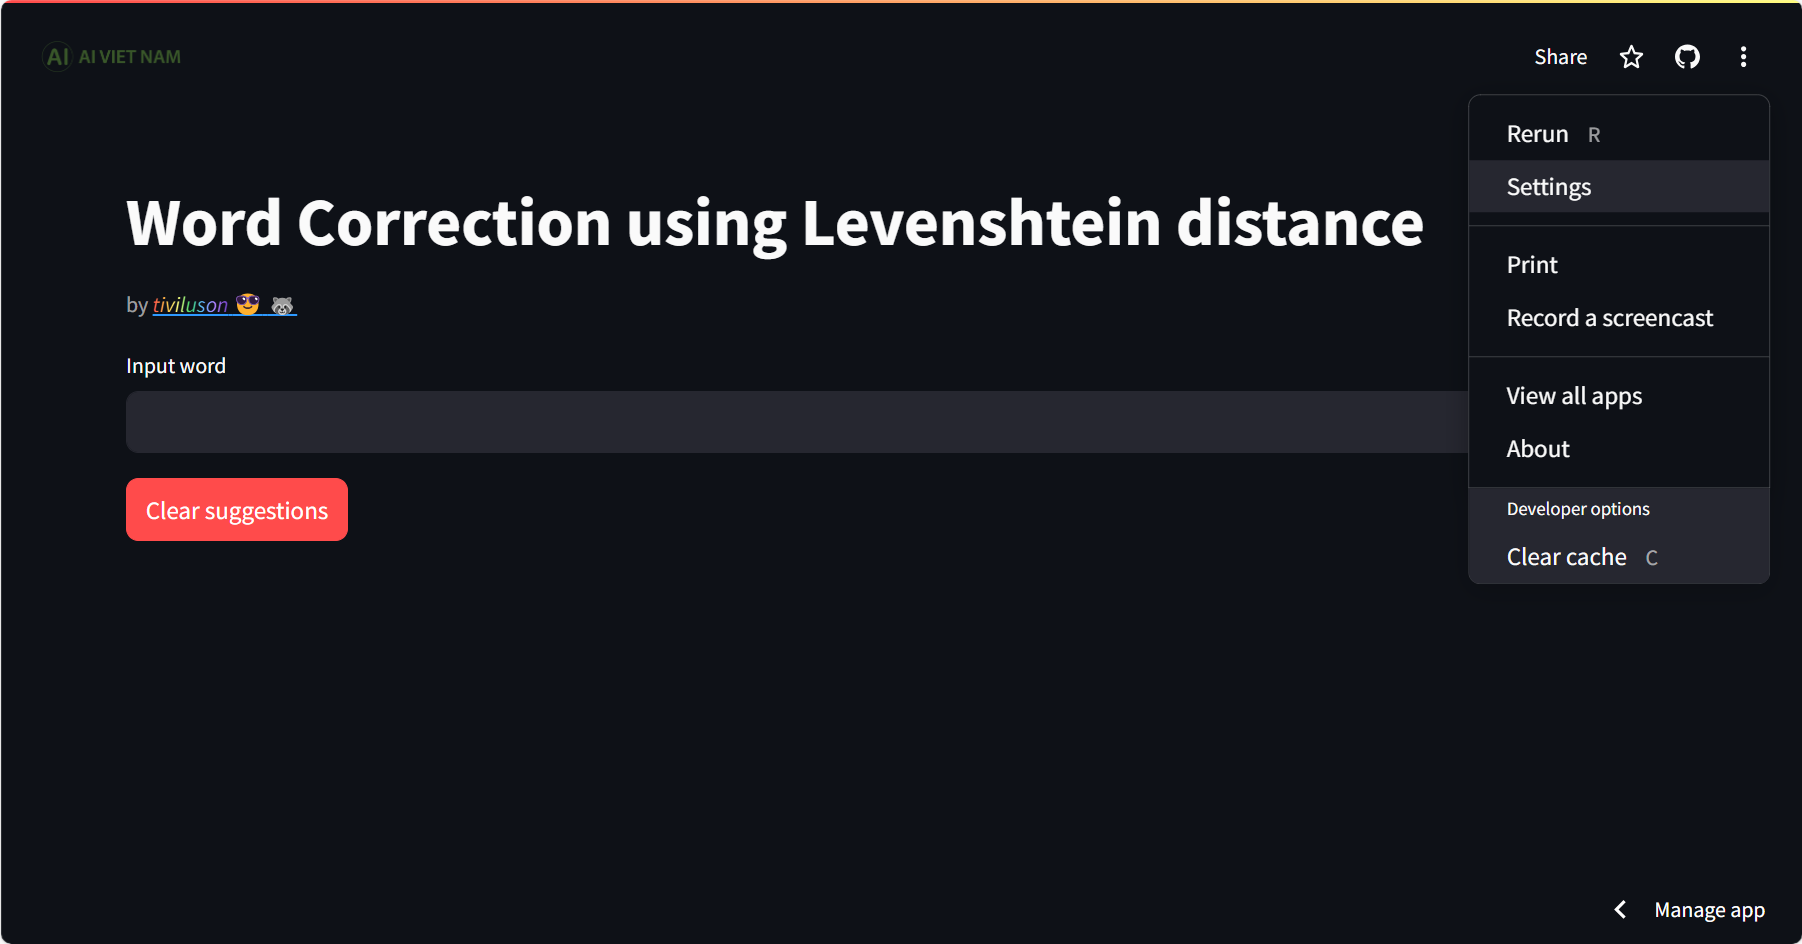 AI AI VIET NAM
Share
Rerun R
Settings
Print
Record a screencast
View all apps
About
Developer options
Clear cache C
Word Correction using Levenshtein distance
by tiviluson 😎 🦝
Input word
Clear suggestions
Manage app